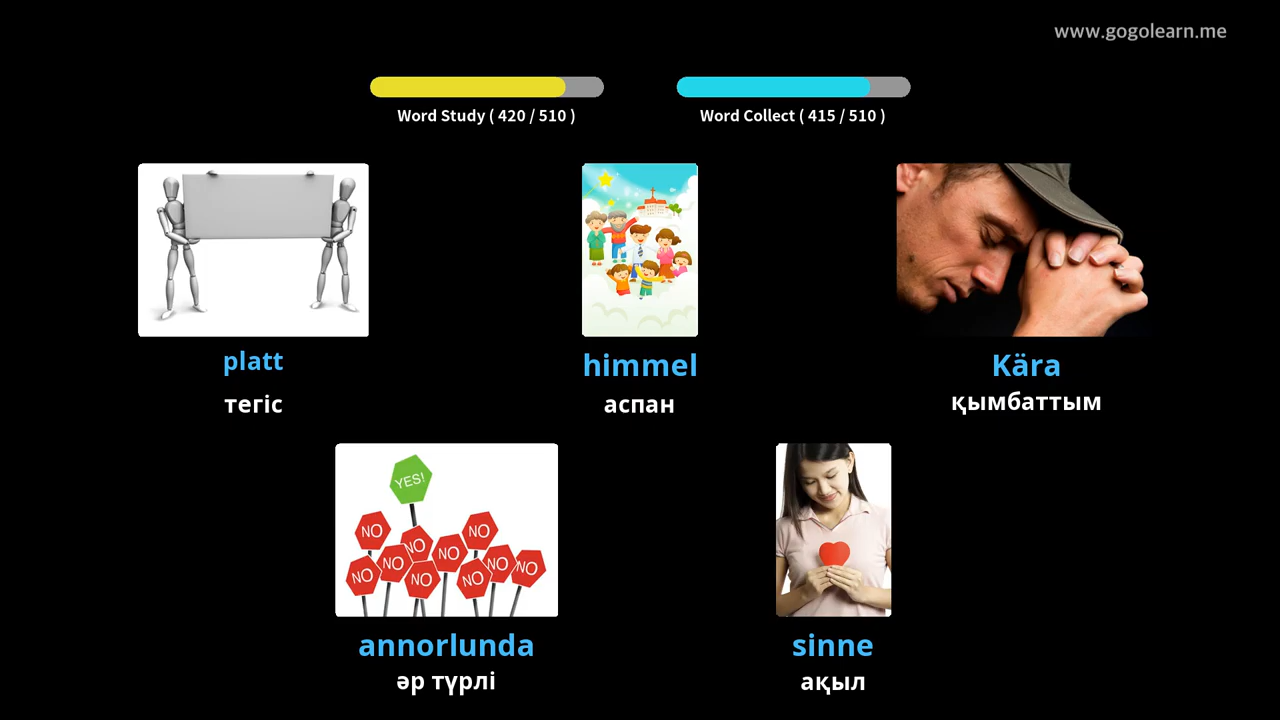 www.gogolearn.me
Word Study ( 420 / 510 )
Word Collect ( 415 / 510 )
platt
тегіс
himmel
аспан
Kära
қымбаттым
YES!
NO
NO
NO
NO
NO
NO
NO
NO
NO
NO
annorlunda
әр түрлі
sinne
ақыл